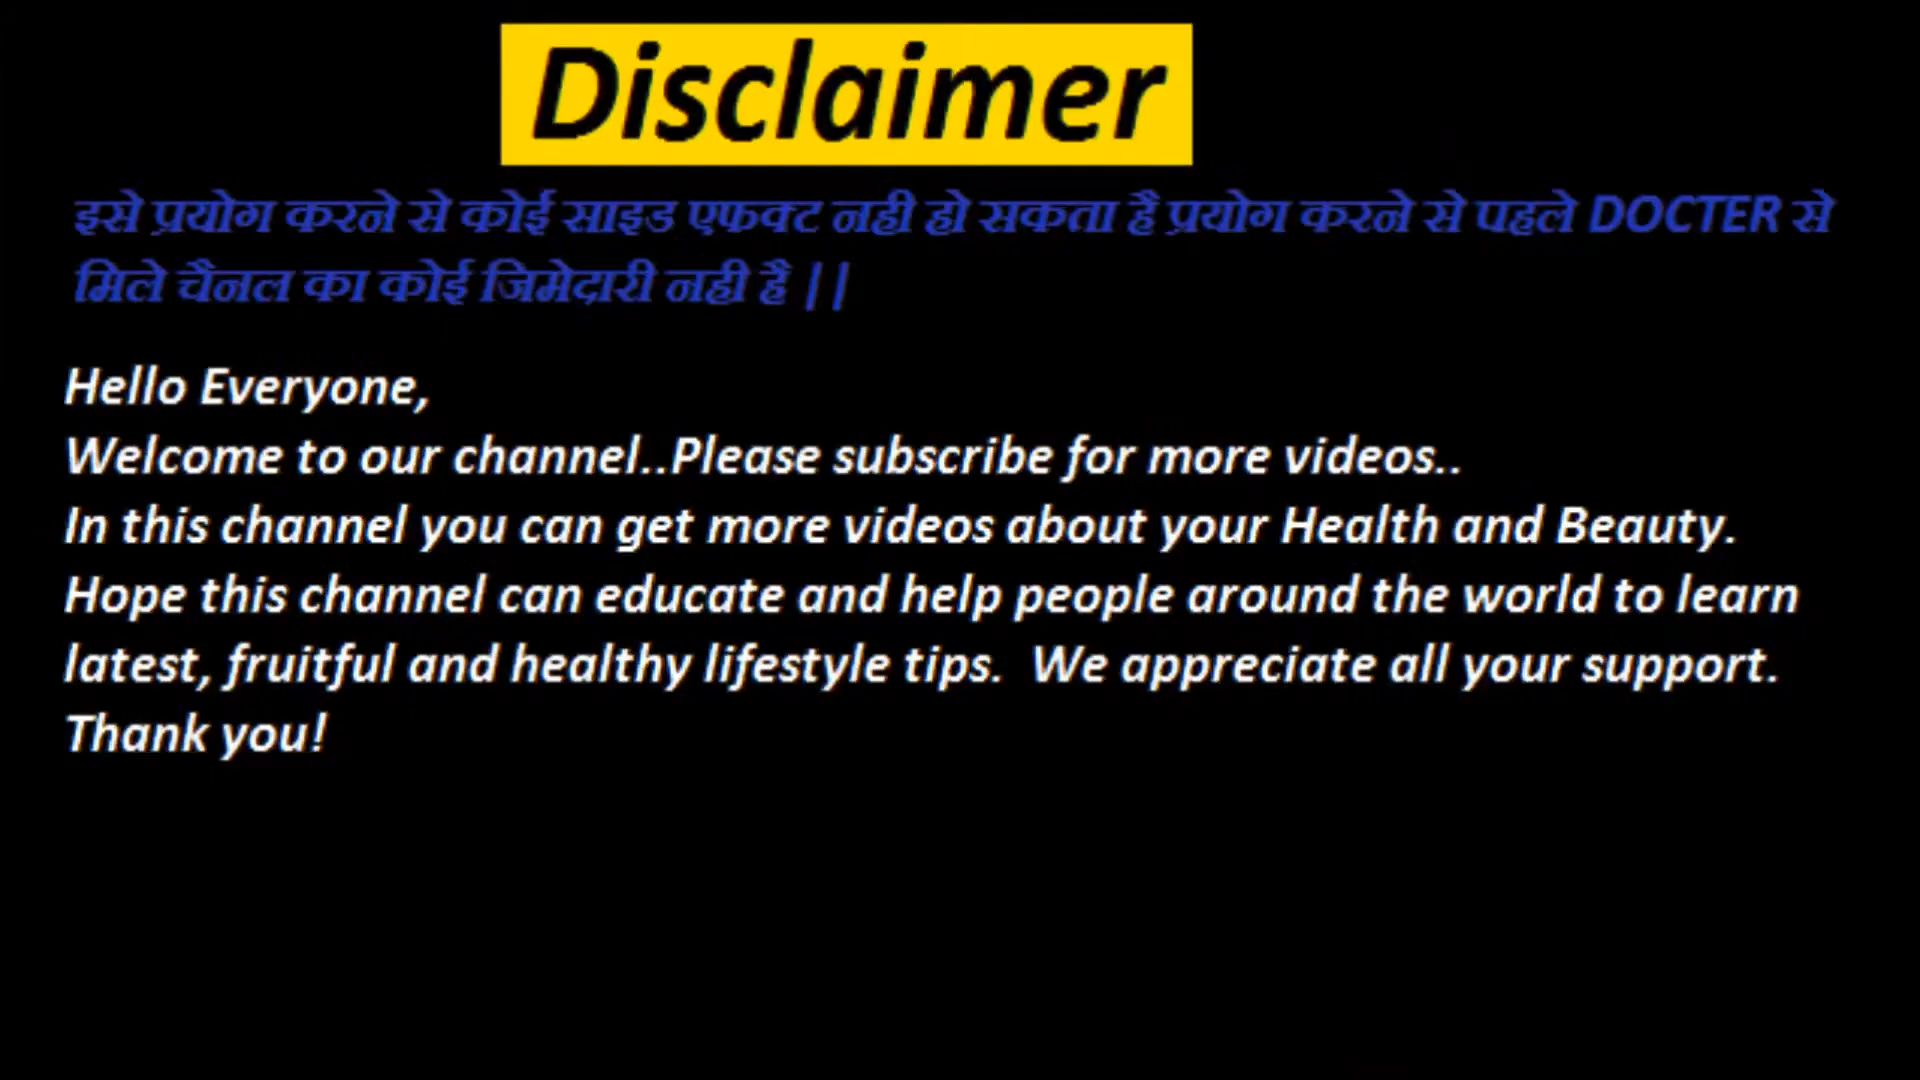 Disclaimer
इसे प्रयोग करने से कोई साइड एफक्ट नही हो सकता है प्रयोग करने से पहले DOCTER से
मिले चैनल का कोई जिमेदारी नही है ||
Hello Everyone,
Welcome to our channel..Please subscribe for more videos..
In this channel you can get more videos about your Health and Beauty.
Hope this channel can educate and help people around the world to learn
latest, fruitful and healthy lifestyle tips.  We appreciate all your support.
Thank you!